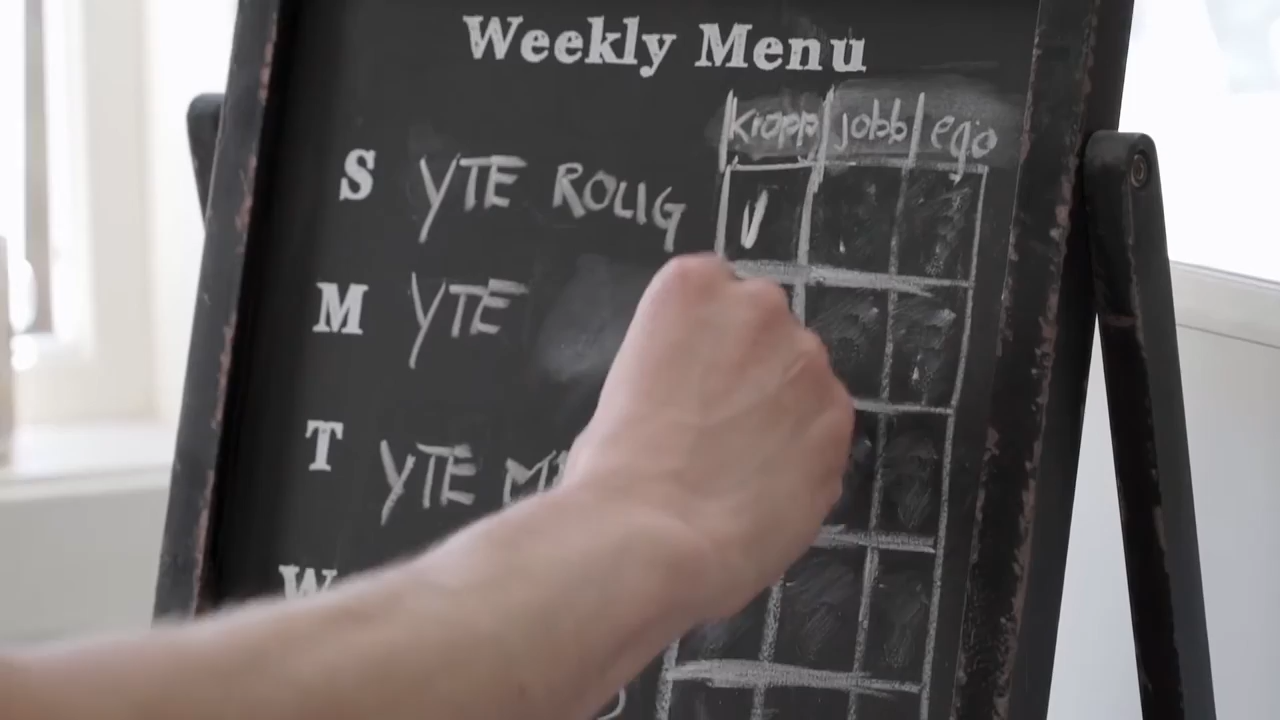 Weekly Menu
Kropp jobb ego
S YTE ROLIG V
M YTE
T YTE
W